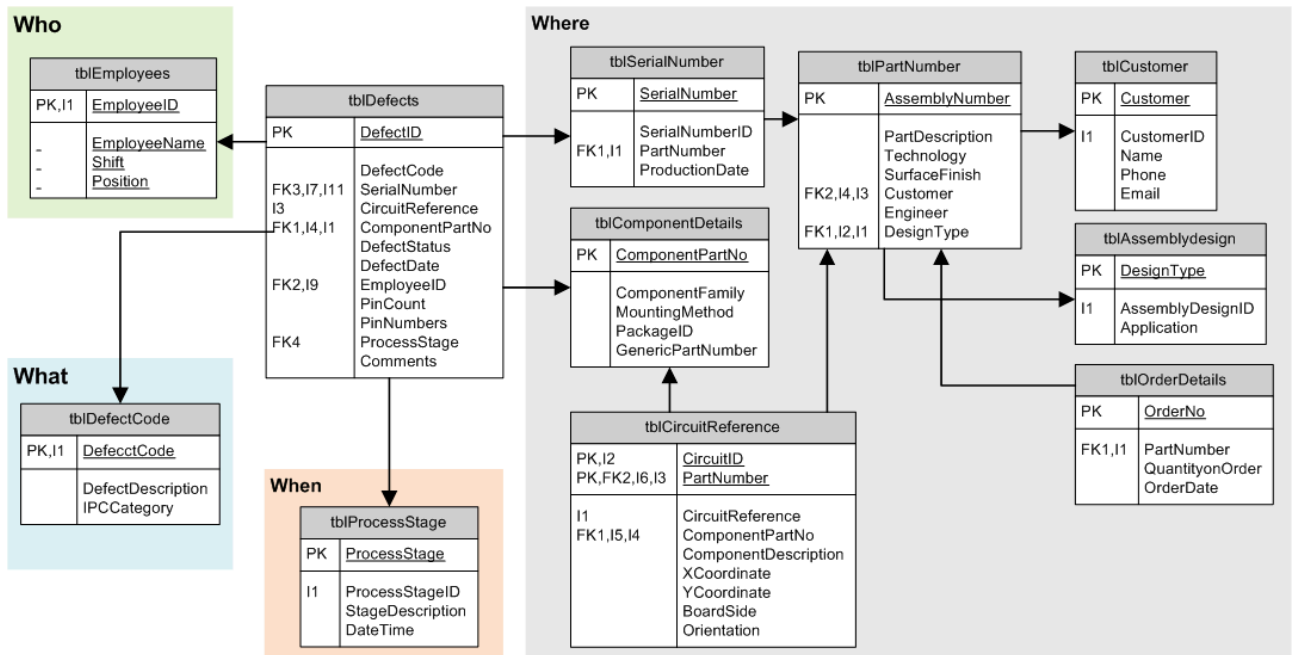 Who
tblEmployees
PK,I1 EmployeeID
- EmployeeName
- Shift
- Position
tblDefects
PK DefectID
DefectCode
FK3,I7,I11 SerialNumber
I3 CircuitReference
FK1,I4,I1 ComponentPartNo
DefectStatus
DefectDate
FK2,I9 EmployeeID
PinCount
PinNumbers
FK4 ProcessStage
Comments
What
tblDefectCode
PK,I1 DefecctCode
DefectDescription
IPCCategory
When
tblProcessStage
PK ProcessStage
I1 ProcessStageID
StageDescription
DateTime
Where
tblSerialNumber
PK SerialNumber
SerialNumberID
FK1,I1 PartNumber
ProductionDate
tblComponentDetails
PK ComponentPartNo
ComponentFamily
MountingMethod
PackageID
GenericPartNumber
tblCircuitReference
PK,I2 CircuitID
PK,FK2,I6,I3 PartNumber
I1 CircuitReference
FK1,I5,I4 ComponentPartNo
ComponentDescription
XCoordinate
YCoordinate
BoardSide
Orientation
tblPartNumber
PK AssemblyNumber
PartDescription
Technology
SurfaceFinish
FK2,I4,I3 Customer
Engineer
FK1,I2,I1 DesignType
tblCustomer
PK Customer
I1 CustomerID
Name
Phone
Email
tblAssemblydesign
PK DesignType
I1 AssemblyDesignID
Application
tblOrderDetails
PK OrderNo
FK1,I1 PartNumber
QuantityonOrder
OrderDate